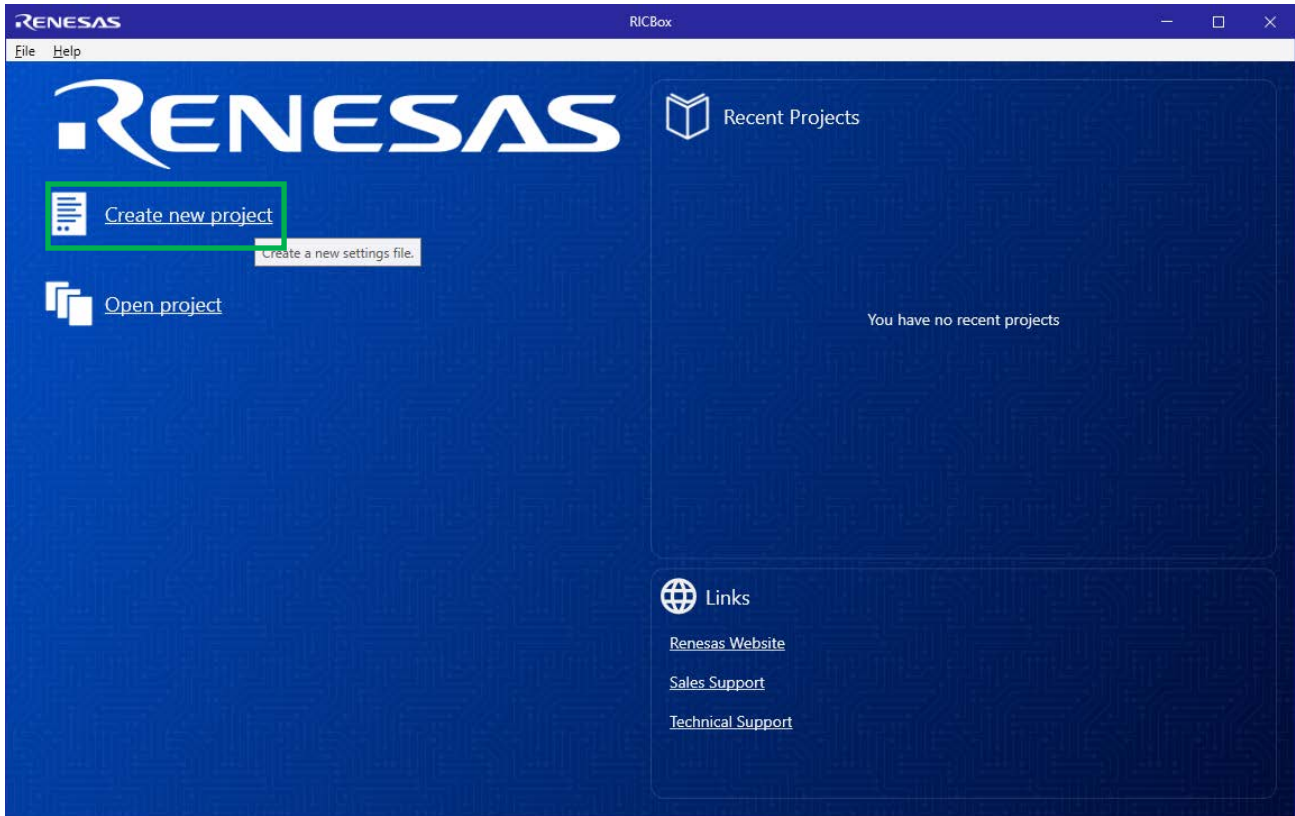 RENESAS
RICBox
File Help
RENESAS
Create new project
Create a new settings file.
Open project
Recent Projects
You have no recent projects
Links
Renesas Website
Sales Support
Technical Support